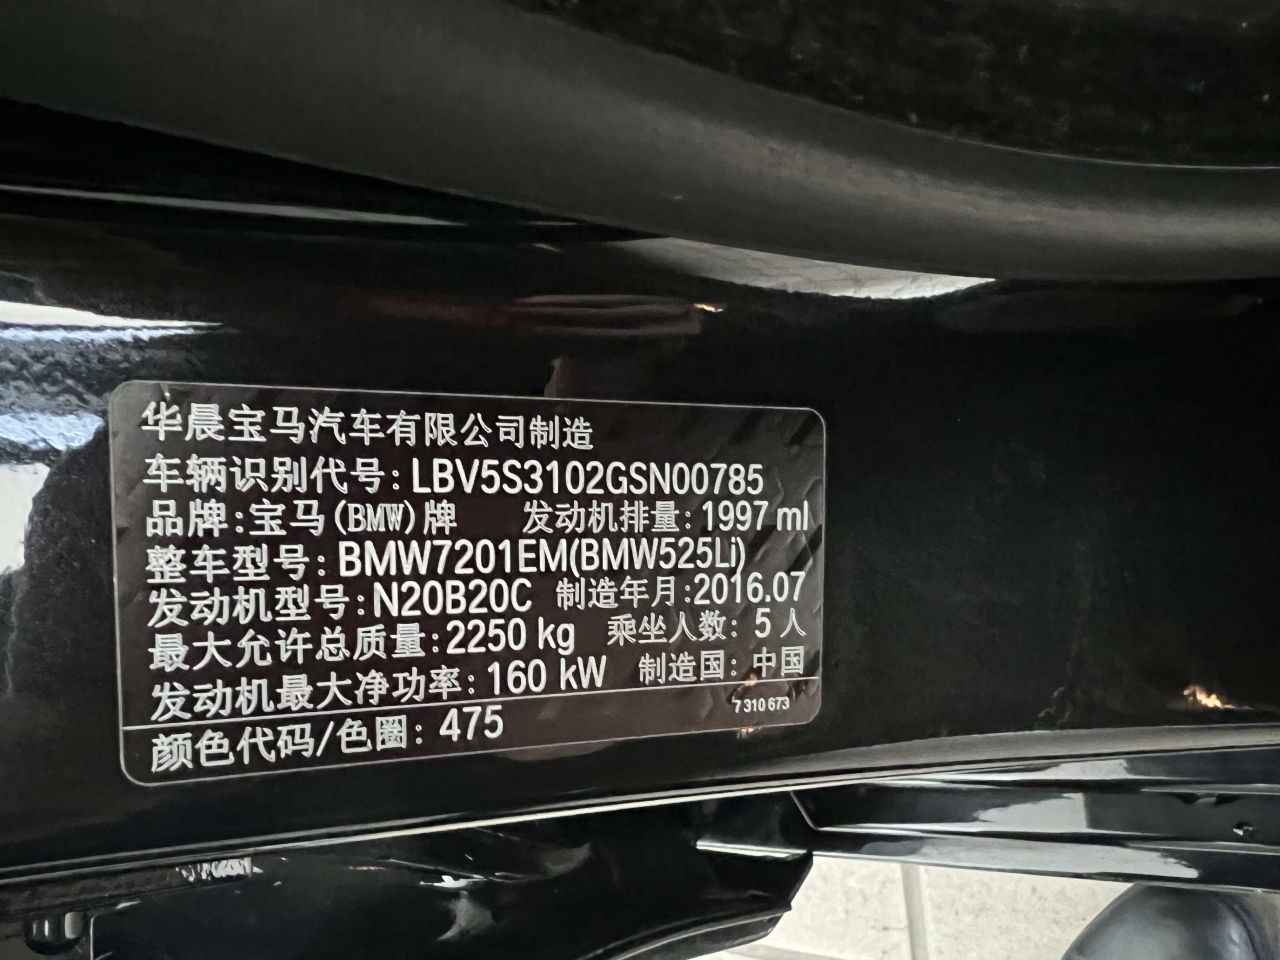 华晨宝马汽车有限公司制造
车辆识别代号: LBV5S3102GSN00785
品牌:宝马(BMW)牌 发动机排量: 1997 ml
整车型号: BMW7201EM(BMW525Li)
发动机型号: N20B20C 制造年月:2016.07
最大允许总质量: 2250 kg 乘坐人数: 5 人
发动机最大净功率: 160 kW 制造国: 中国
颜色代码/色圈: 475 7 310 673